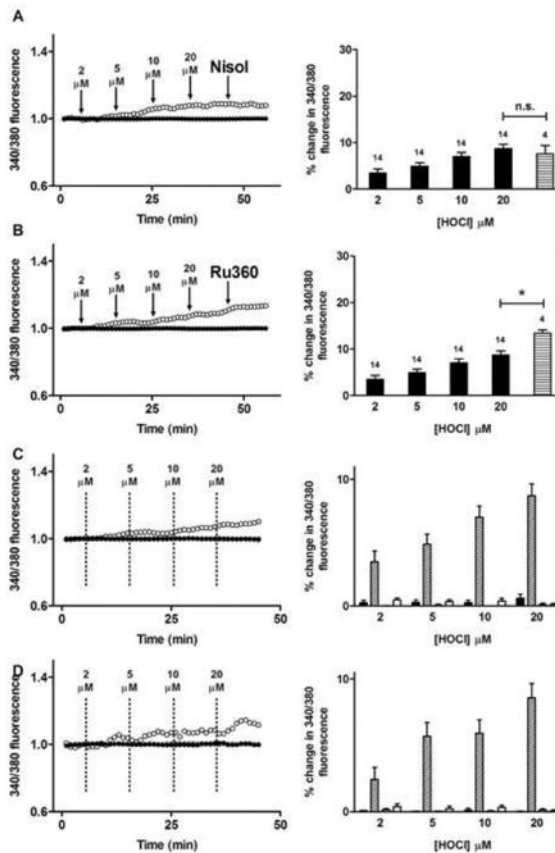 A
340/380 fluorescence
1.4
1.0
0.6
2 μM
5 μM
10 μM
20 μM
Nisol
0
25
50
Time (min)
% change in 340/380 fluorescence
30
20
10
0
14
14
14
14
4
n.s.
2
5
10
20
[HOCl] μM
B
340/380 fluorescence
1.4
1.0
0.6
2 μM
5 μM
10 μM
20 μM
Ru360
0
25
50
Time (min)
% change in 340/380 fluorescence
30
20
10
0
14
14
14
14
4
*
2
5
10
20
[HOCl] μM
C
340/380 fluorescence
1.4
1.0
0.6
2 μM
5 μM
10 μM
20 μM
0
25
50
Time (min)
% change in 340/380 fluorescence
10
0
2
5
10
20
[HOCl] μM
D
340/380 fluorescence
1.4
1.0
0.6
2 μM
5 μM
10 μM
20 μM
0
25
50
Time (min)
% change in 340/380 fluorescence
10
0
2
5
10
20
[HOCl] μM